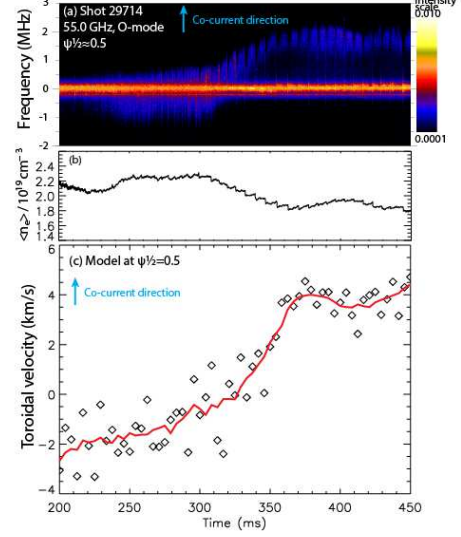 (a) Shot 29714
55.0 GHz, O-mode
ψ½≈0.5
Co-current direction
intensity
scale
0.010
0.0001
Frequency (MHz)
3
2
1
0
-1
-2
(b)
<nₑ> / 10¹⁹cm⁻³
2.4
2.2
2.0
1.8
1.6
1.4
(c) Model at ψ½=0.5
Co-current direction
Toroidal velocity (km/s)
6
4
2
0
−2
−4
200 250 300 350 400 450
Time (ms)